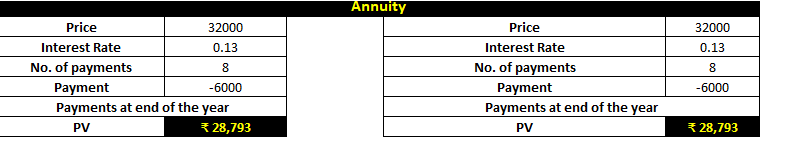 Annuity
Price 32000 Price 32000
Interest Rate 0.13 Interest Rate 0.13
No. of payments 8 No. of payments 8
Payment -6000 Payment -6000
Payments at end of the year Payments at end of the year
PV ₹ 28,793 PV ₹ 28,793